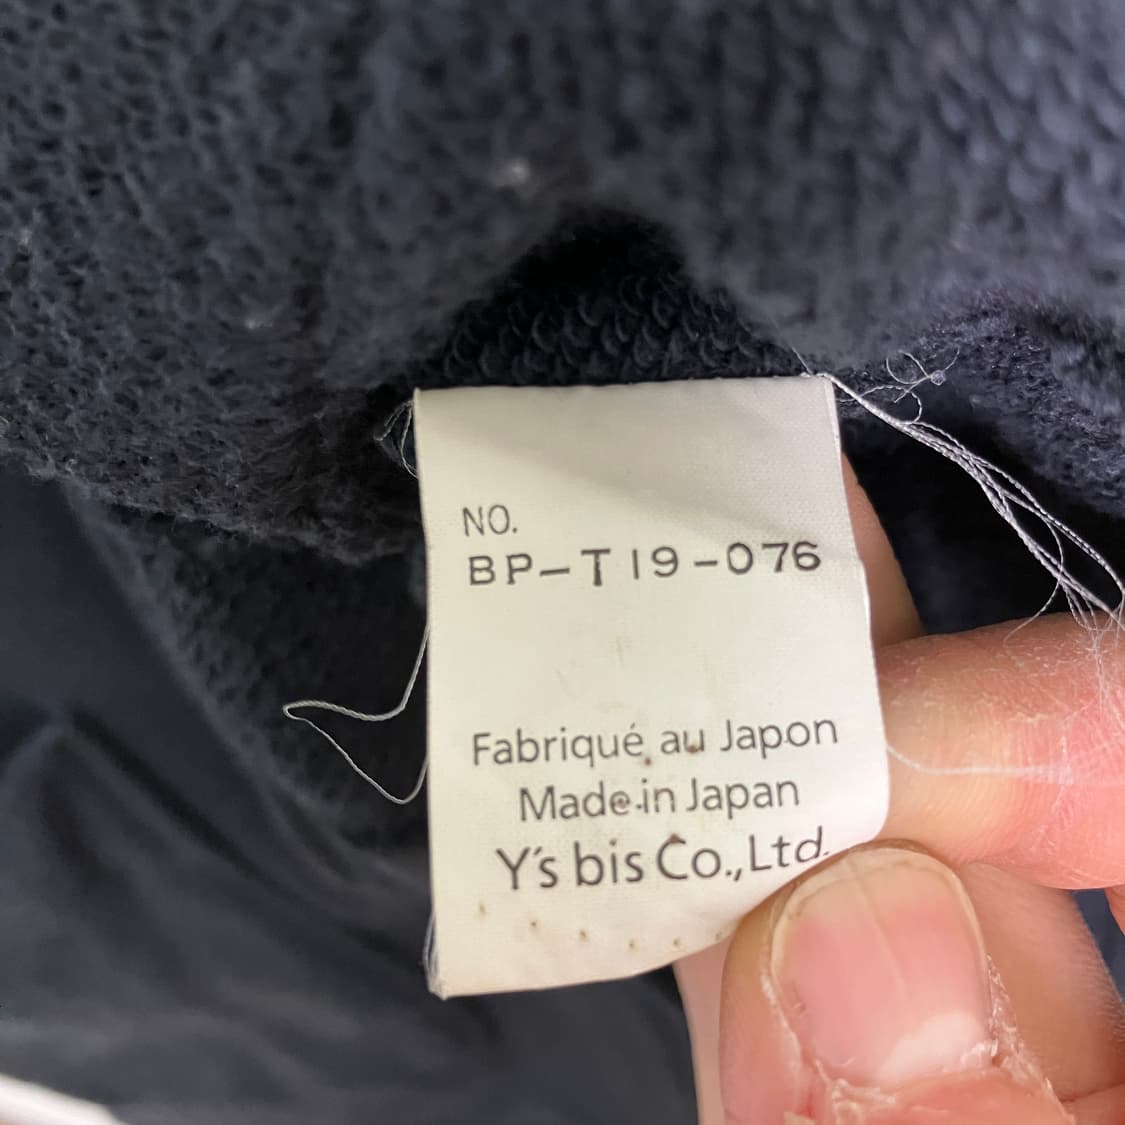 NO.
BP-T19-076
Fabriqué au Japon
Made in Japan
Y's bis Co.,Ltd.